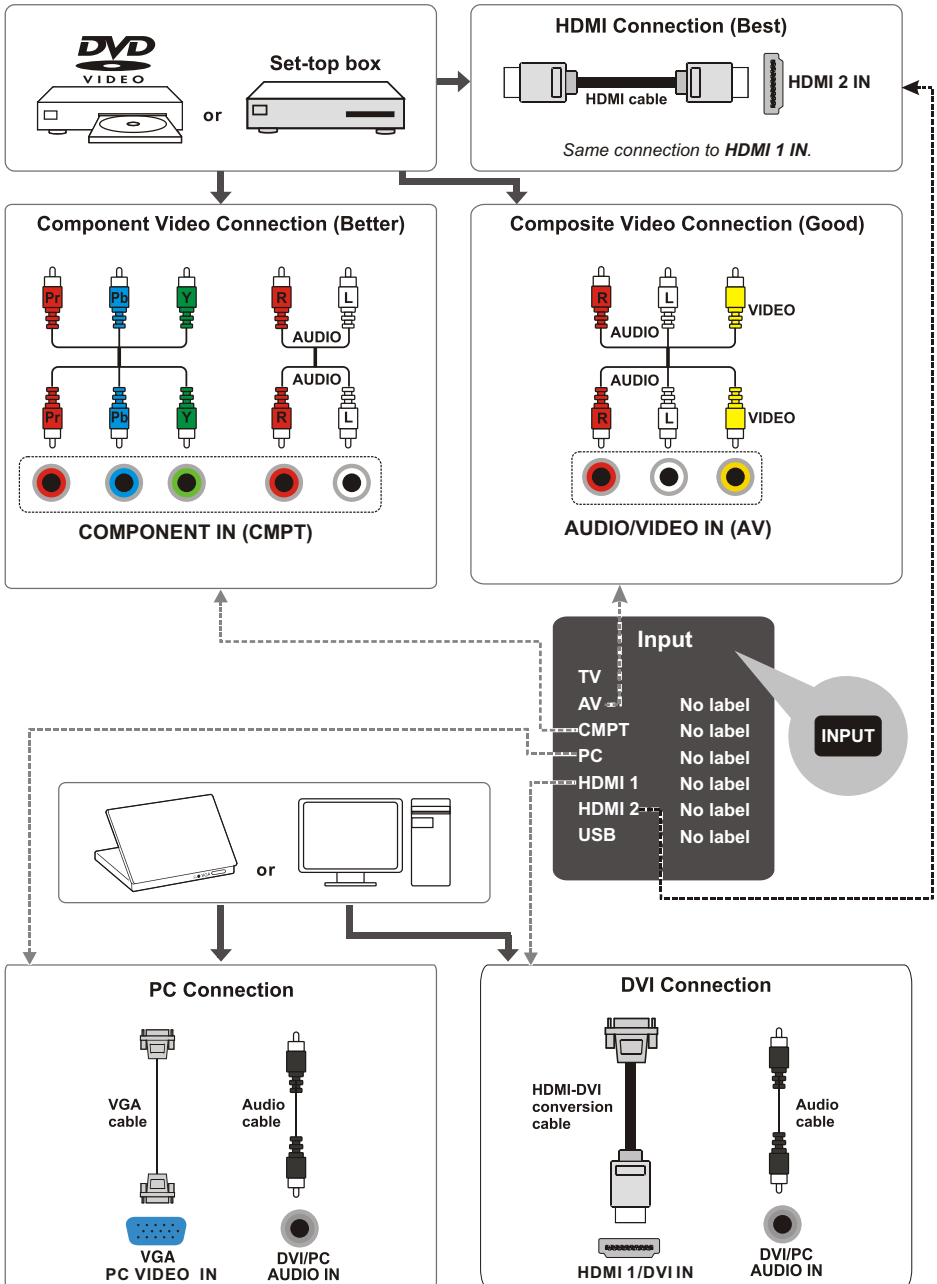 DVD
VIDEO
or
Set-top box
HDMI Connection (Best)
HDMI cable
HDMI 2 IN
Same connection to HDMI 1 IN.
Component Video Connection (Better)
Pr Pb Y R L
AUDIO
AUDIO
Pr Pb Y R L
COMPONENT IN (CMPT)
Composite Video Connection (Good)
R L VIDEO
AUDIO
AUDIO
R L VIDEO
AUDIO/VIDEO IN (AV)
Input
TV
AV No label
CMPT No label
PC No label
HDMI 1 No label
HDMI 2 No label
USB No label
INPUT
VGA
or
PC Connection
VGA
cable
Audio
cable
VGA
PC VIDEO IN
DVI/PC
AUDIO IN
DVI Connection
HDMI-DVI
conversion
cable
Audio
cable
HDMI 1/DVI IN
DVI/PC
AUDIO IN